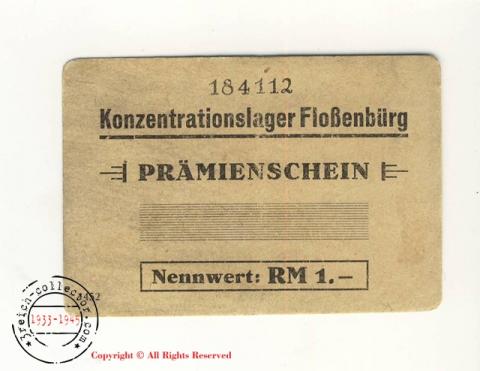 184112
Konzentrationslager Floßenbürg
PRÄMIENSCHEIN
Nennwert: RM 1.–
3reich-collector.com
1933-1945
Copyright © All Rights Reserved